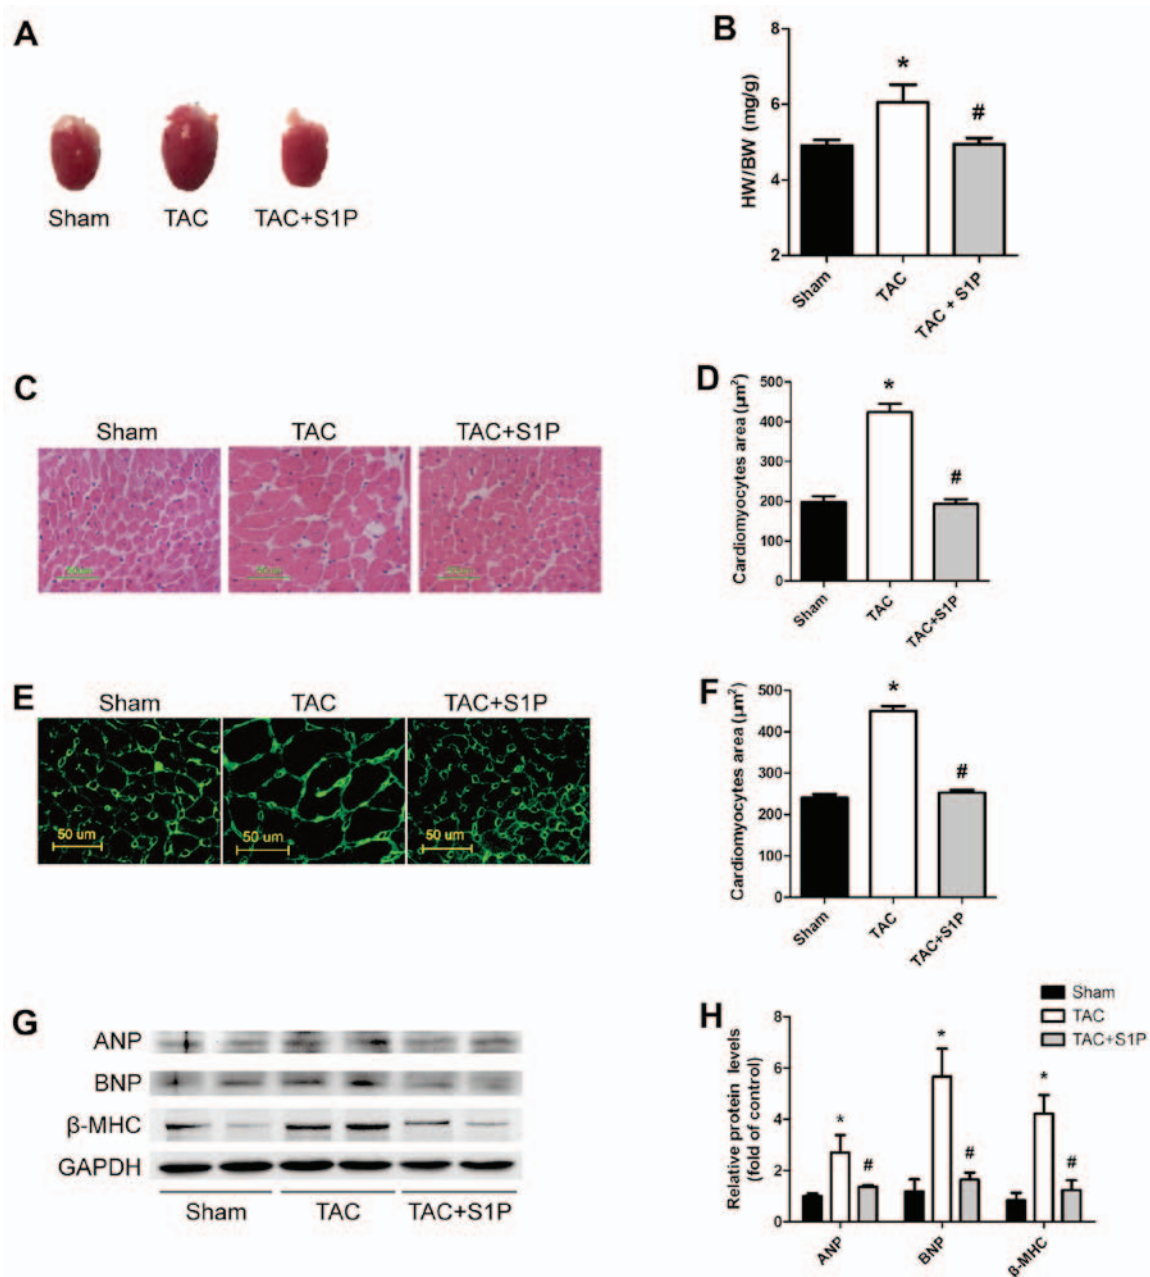 A
Sham
TAC
TAC+S1P
B
HW/BW (mg/g)
8
6
4
2
*
#
Sham
TAC
TAC + S1P
C
Sham
TAC
TAC+S1P
D
Cardiomyocytes area (µm²)
500
400
300
200
100
0
*
#
Sham
TAC
TAC+S1P
E
Sham
TAC
TAC+S1P
50 um
50 um
50 um
F
Cardiomyocytes area (µm²)
500
400
300
200
100
0
*
#
Sham
TAC
TAC+S1P
G
ANP
BNP
β-MHC
GAPDH
Sham
TAC
TAC+S1P
H
Sham
TAC
TAC+S1P
Relative protein levels
(fold of control)
8
6
4
2
0
*
#
*
#
*
#
ANP
BNP
β-MHC